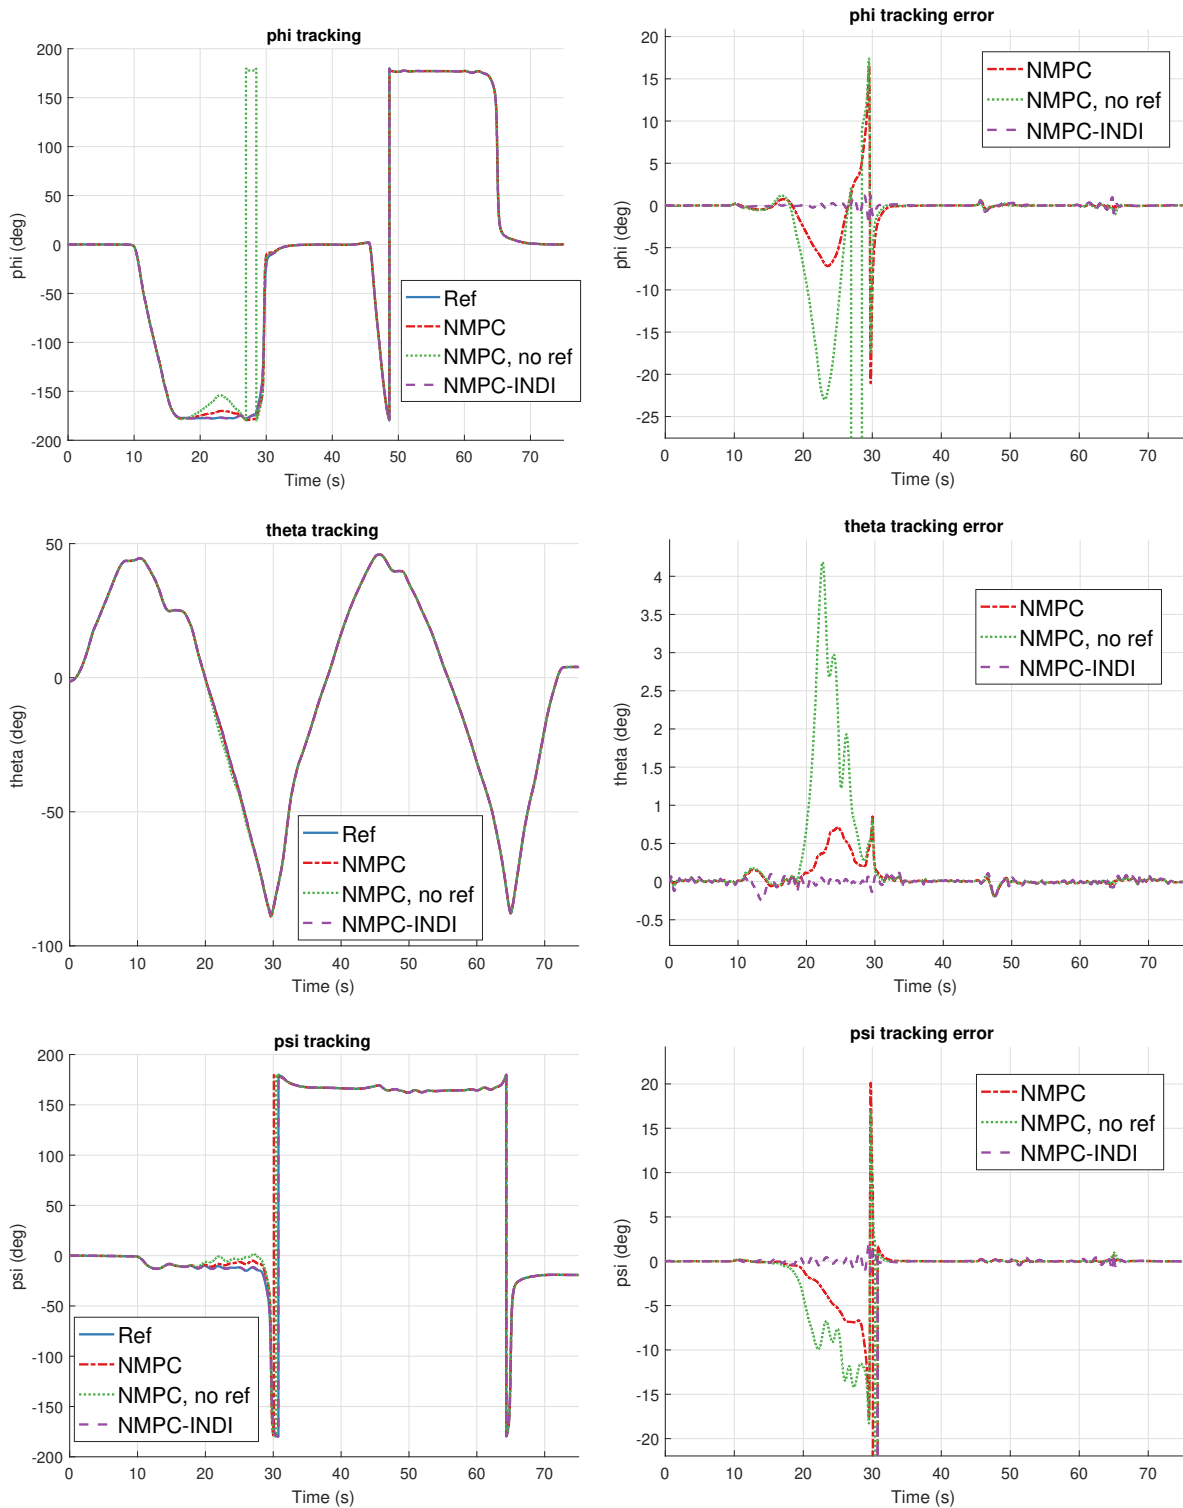 phi tracking
200
150
100
50
0
-50
-100
-150
-200
phi (deg)
0 10 20 30 40 50 60 70
Time (s)
Ref
NMPC
NMPC, no ref
NMPC-INDI
phi tracking error
20
15
10
5
0
-5
-10
-15
-20
-25
phi (deg)
0 10 20 30 40 50 60 70
Time (s)
NMPC
NMPC, no ref
NMPC-INDI
theta tracking
50
0
-50
-100
theta (deg)
0 10 20 30 40 50 60 70
Time (s)
Ref
NMPC
NMPC, no ref
NMPC-INDI
theta tracking error
4
3.5
3
2.5
2
1.5
1
0.5
0
-0.5
theta (deg)
0 10 20 30 40 50 60 70
Time (s)
NMPC
NMPC, no ref
NMPC-INDI
psi tracking
200
150
100
50
0
-50
-100
-150
-200
psi (deg)
0 10 20 30 40 50 60 70
Time (s)
Ref
NMPC
NMPC, no ref
NMPC-INDI
psi tracking error
20
15
10
5
0
-5
-10
-15
-20
psi (deg)
0 10 20 30 40 50 60 70
Time (s)
NMPC
NMPC, no ref
NMPC-INDI